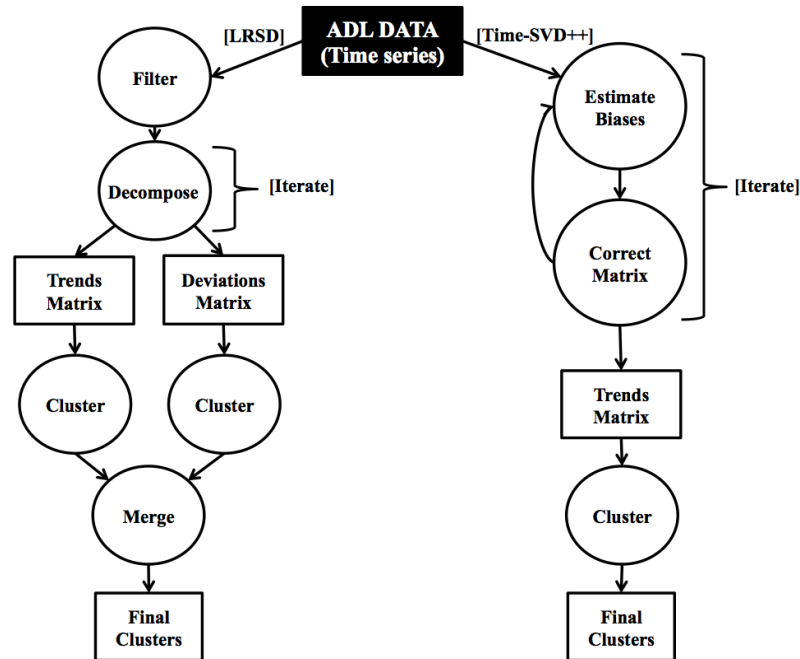 ADL DATA
(Time series)
[LRSD]
[Time-SVD++]
Filter
Decompose
[Iterate]
Trends
Matrix
Deviations
Matrix
Cluster
Cluster
Merge
Final
Clusters
Estimate
Biases
Correct
Matrix
[Iterate]
Trends
Matrix
Cluster
Final
Clusters